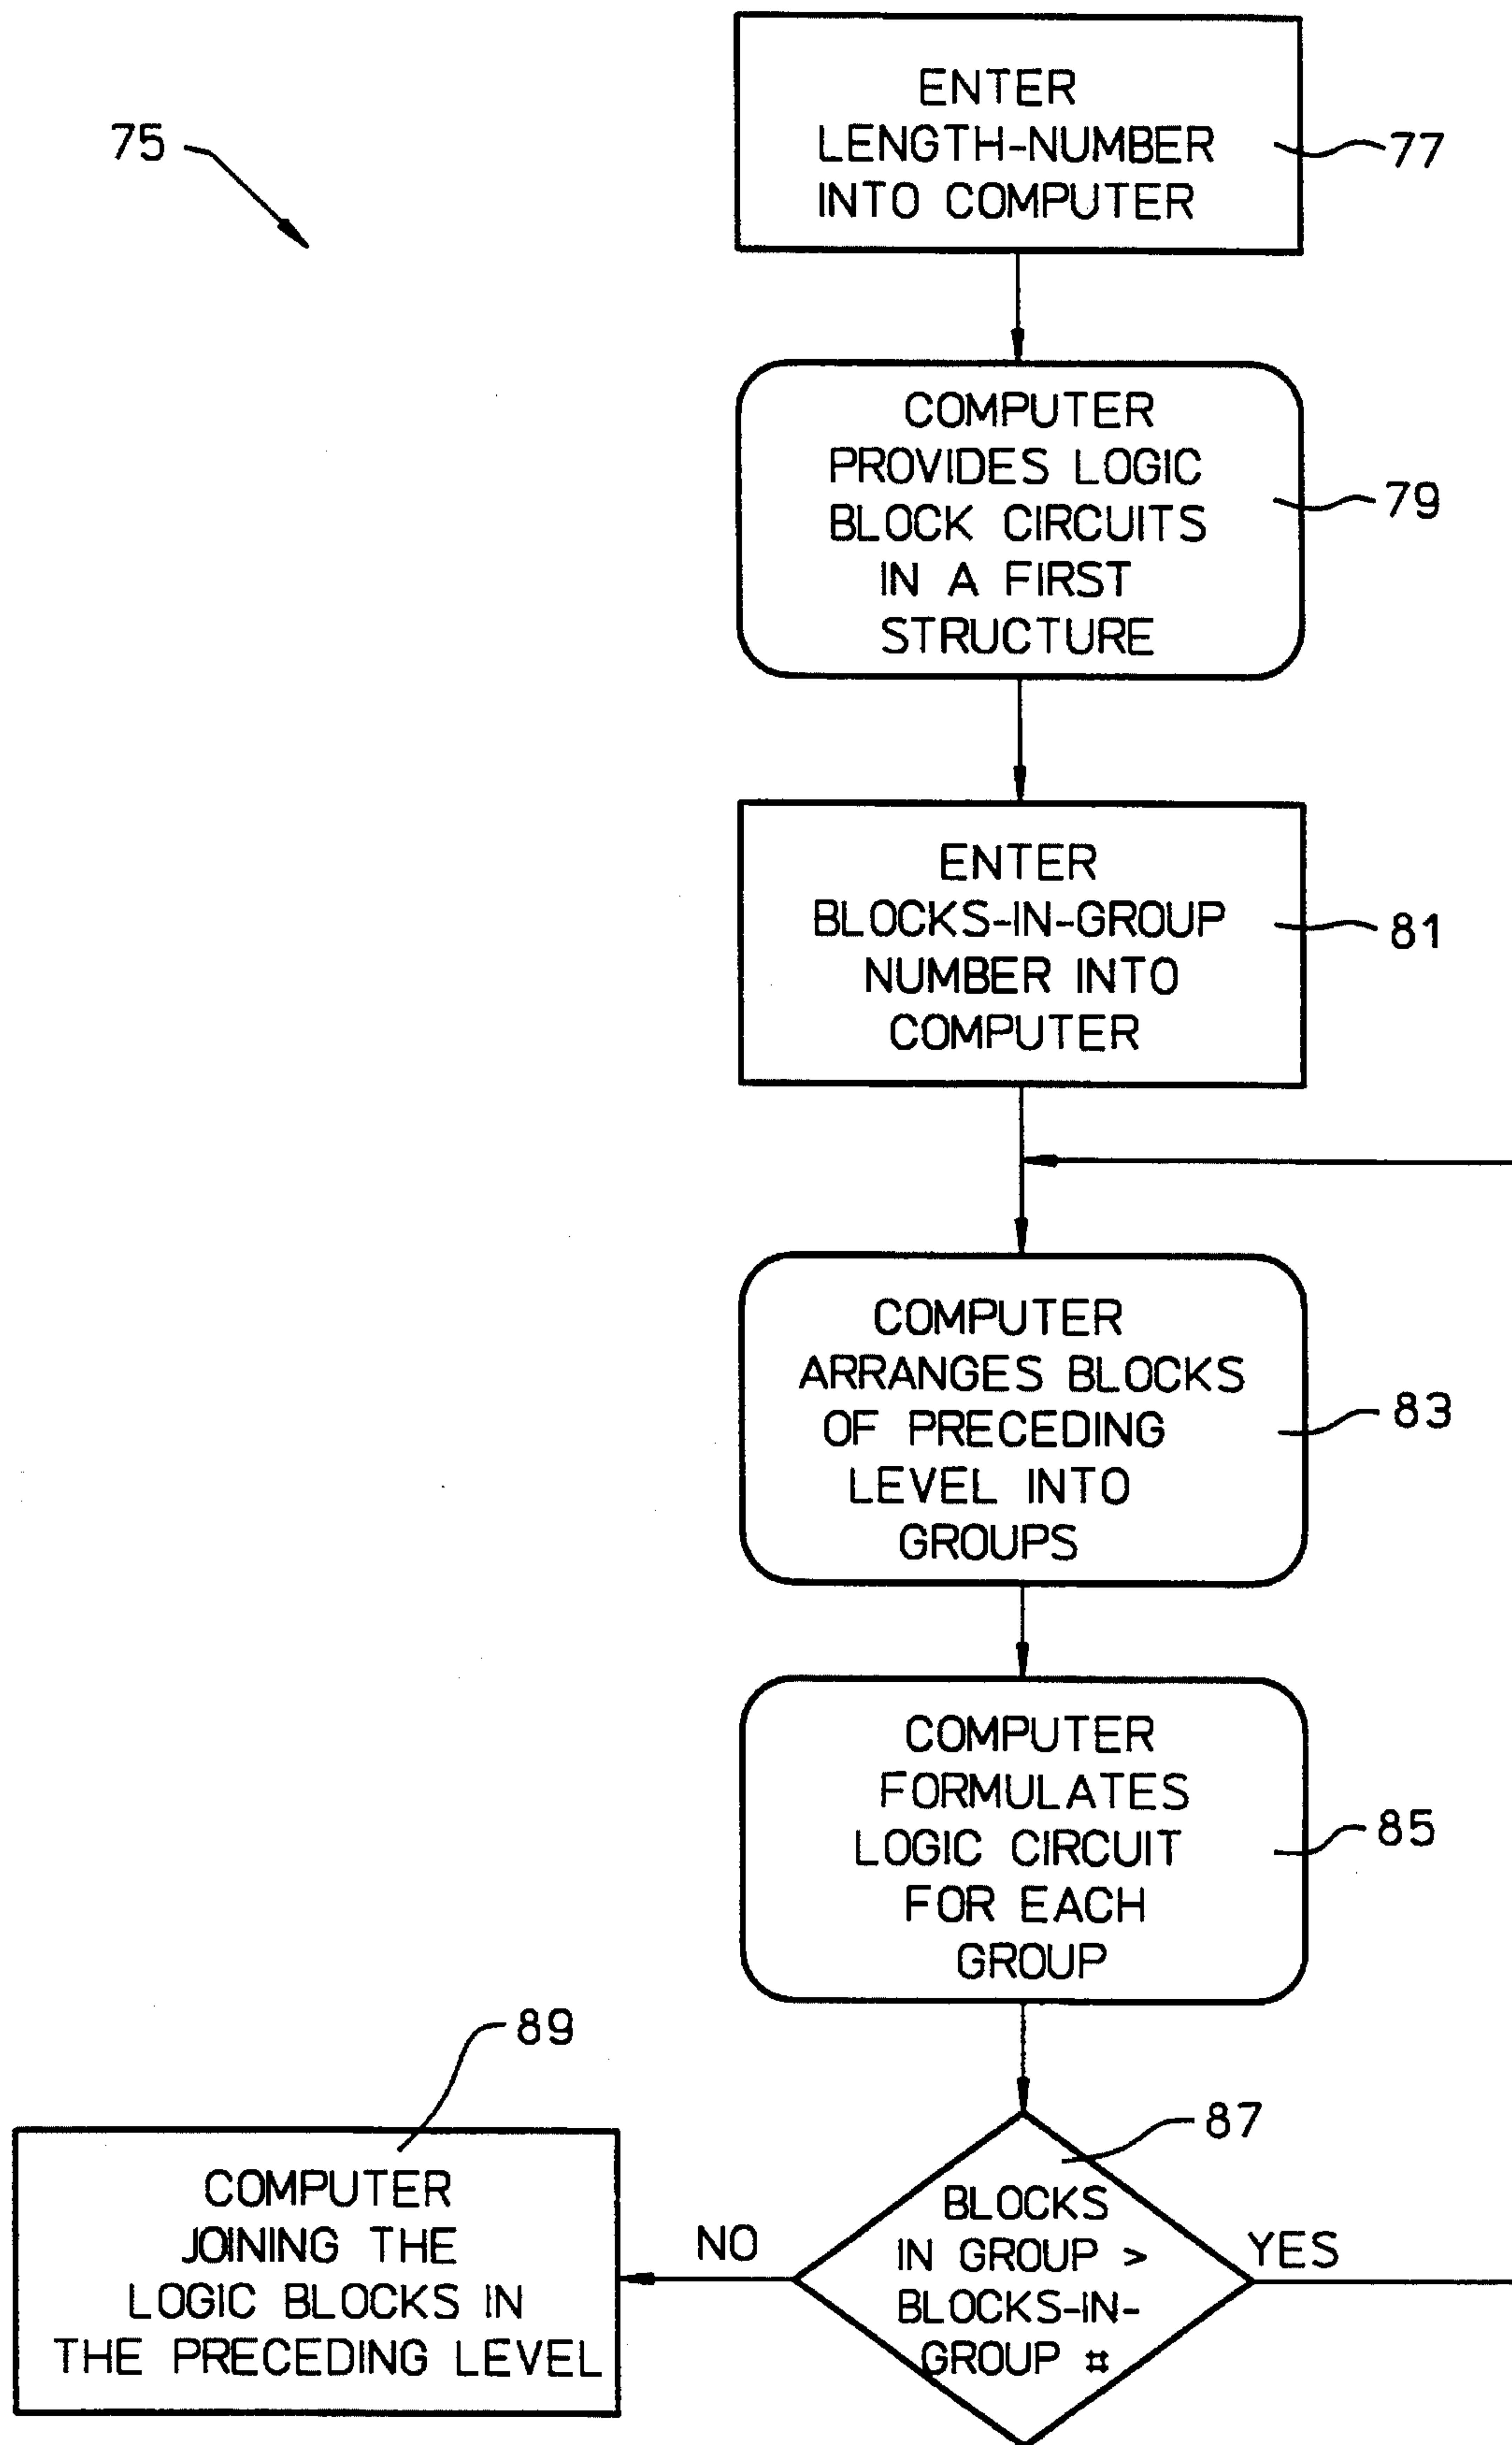 75
ENTER
LENGTH-NUMBER
INTO COMPUTER
77
COMPUTER
PROVIDES LOGIC
BLOCK CIRCUITS
IN A FIRST
STRUCTURE
79
ENTER
BLOCKS-IN-GROUP
NUMBER INTO
COMPUTER
81
COMPUTER
ARRANGES BLOCKS
OF PRECEDING
LEVEL INTO
GROUPS
83
COMPUTER
FORMULATES
LOGIC CIRCUIT
FOR EACH
GROUP
85
87
BLOCKS
IN GROUP >
BLOCKS-IN-
GROUP #
YES
NO
89
COMPUTER
JOINING THE
LOGIC BLOCKS IN
THE PRECEDING LEVEL